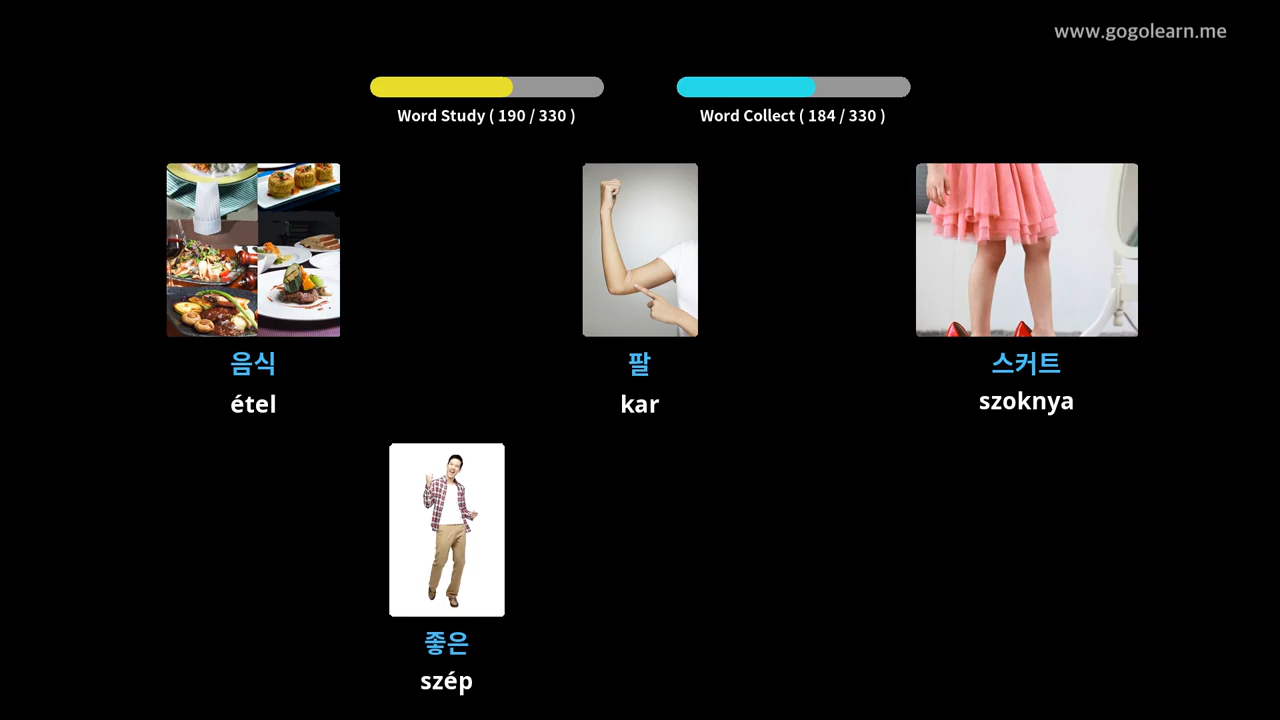 www.gogolearn.me
Word Study ( 190 / 330 )
Word Collect ( 184 / 330 )
음식
팔
스커트
étel
kar
szoknya
좋은
szép